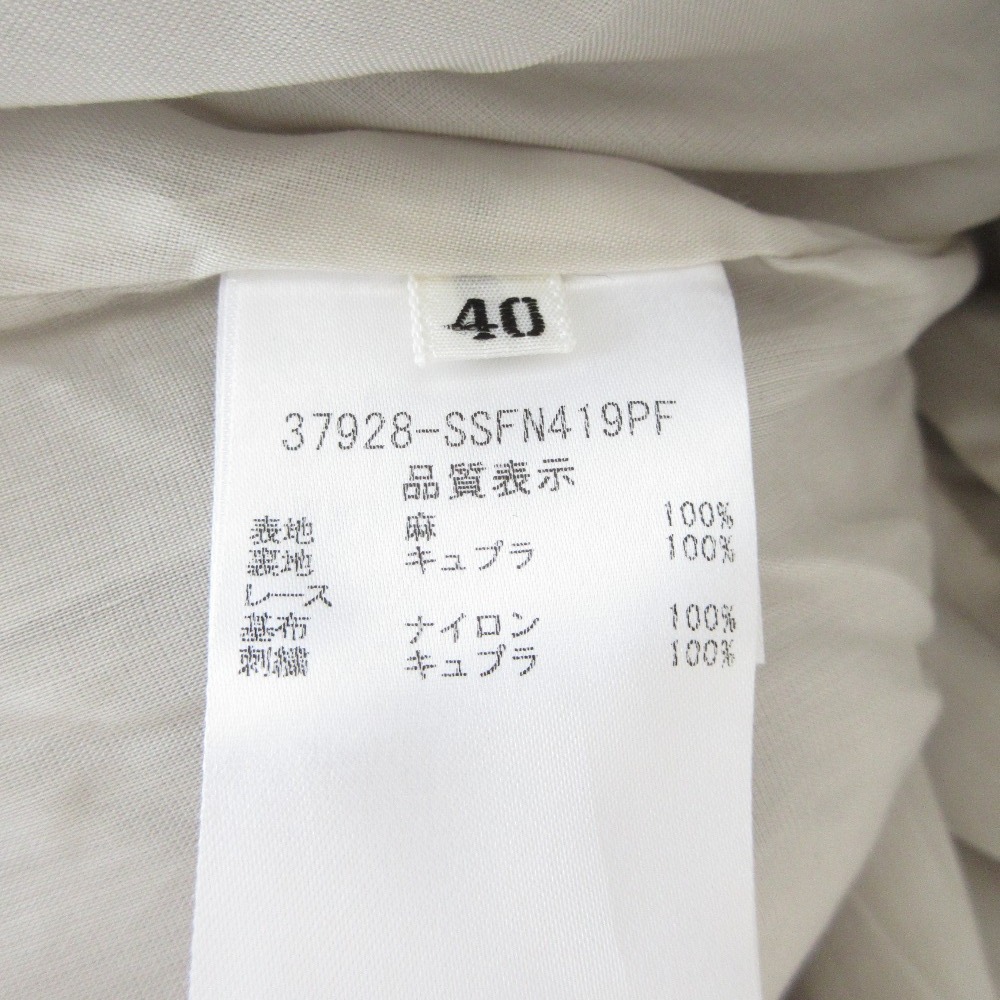 40
37928-SSFN419PF
品質表示
表地 麻 100%
裏地 キュプラ 100%
レース
基布 ナイロン 100%
刺繍 キュプラ 100%